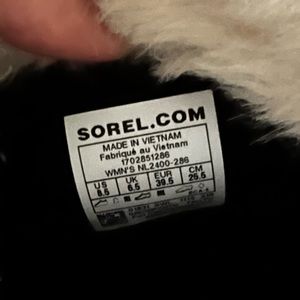 SOREL.COM
MADE IN VIETNAM
Fabriqué au Vietnam
1702851286
WMN'S NL2400-286
US UK EUR CM
8.5 6.5 39.5 26.5